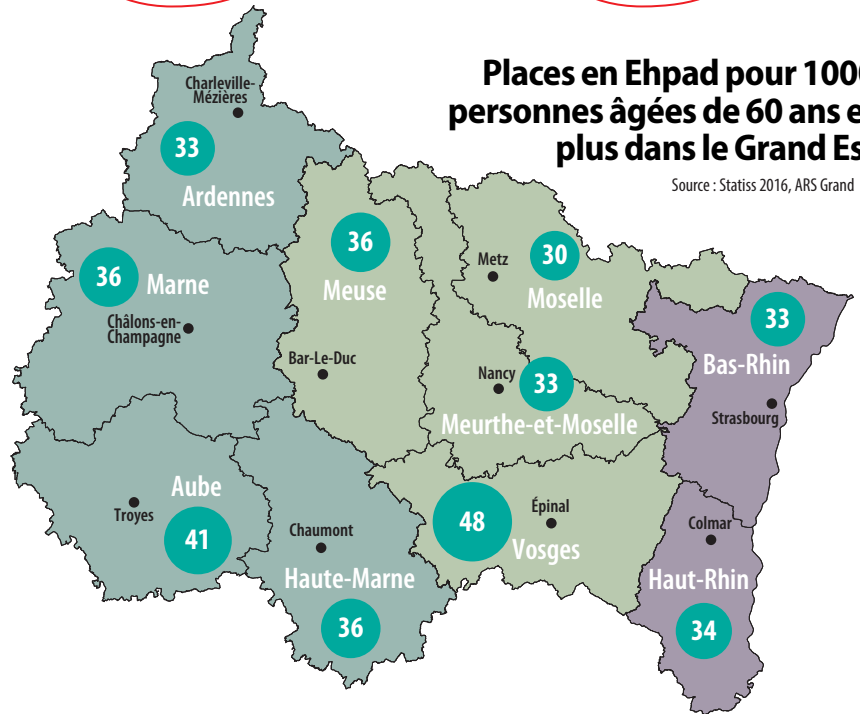 Places en Ehpad pour 1000
personnes âgées de 60 ans e
plus dans le Grand Es
Source : Statiss 2016, ARS Grand
Charleville-
Mézières
33
Ardennes
36
Marne
Châlons-en-
Champagne
36
Meuse
Bar-Le-Duc
Metz
30
Moselle
Nancy
33
Meurthe-et-Moselle
33
Bas-Rhin
Strasbourg
Aube
Troyes
41
Chaumont
Haute-Marne
36
48
Épinal
Vosges
Colmar
Haut-Rhin
34